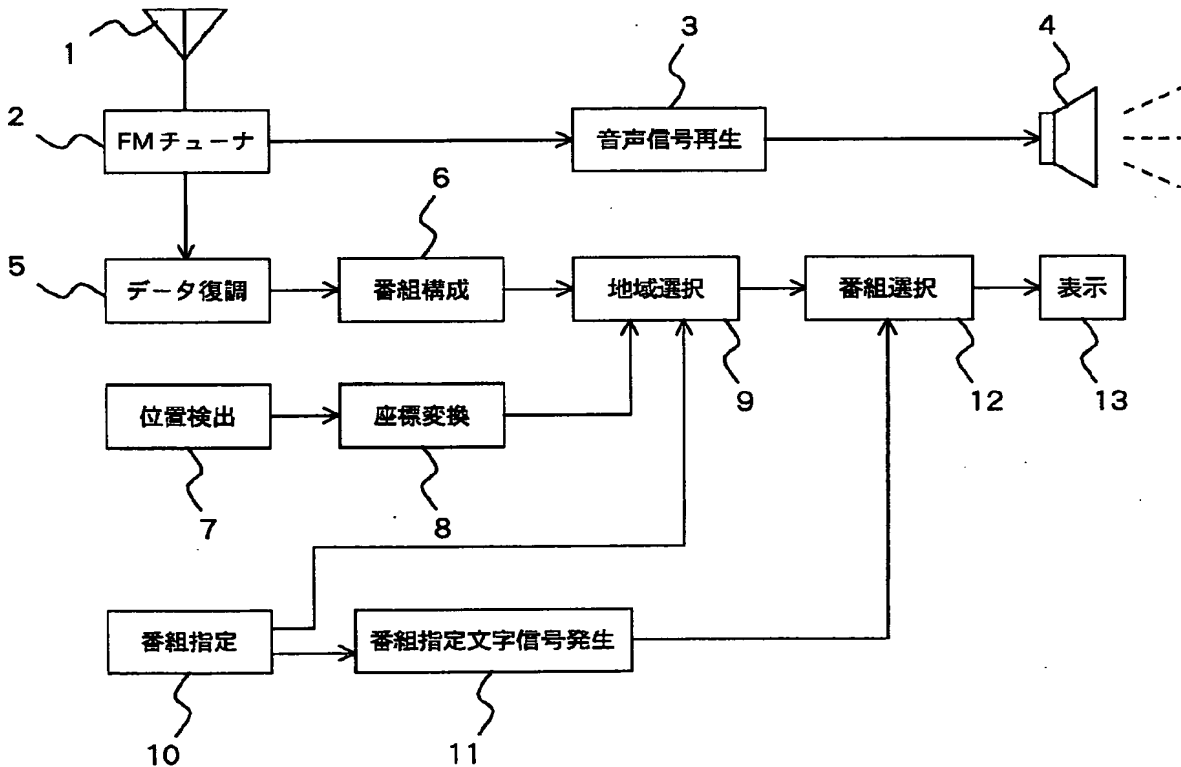 1
3
4
2
FMチューナ
音声信号再生
6
5
データ復調
番組構成
地域選択
番組選択
表示
9
12
13
位置検出
座標変換
7
8
番組指定
番組指定文字信号発生
10
11